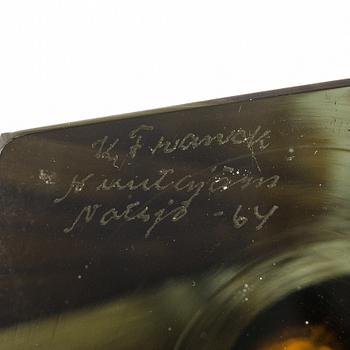 K Franck
Nuutajärvi
Notsjö -64